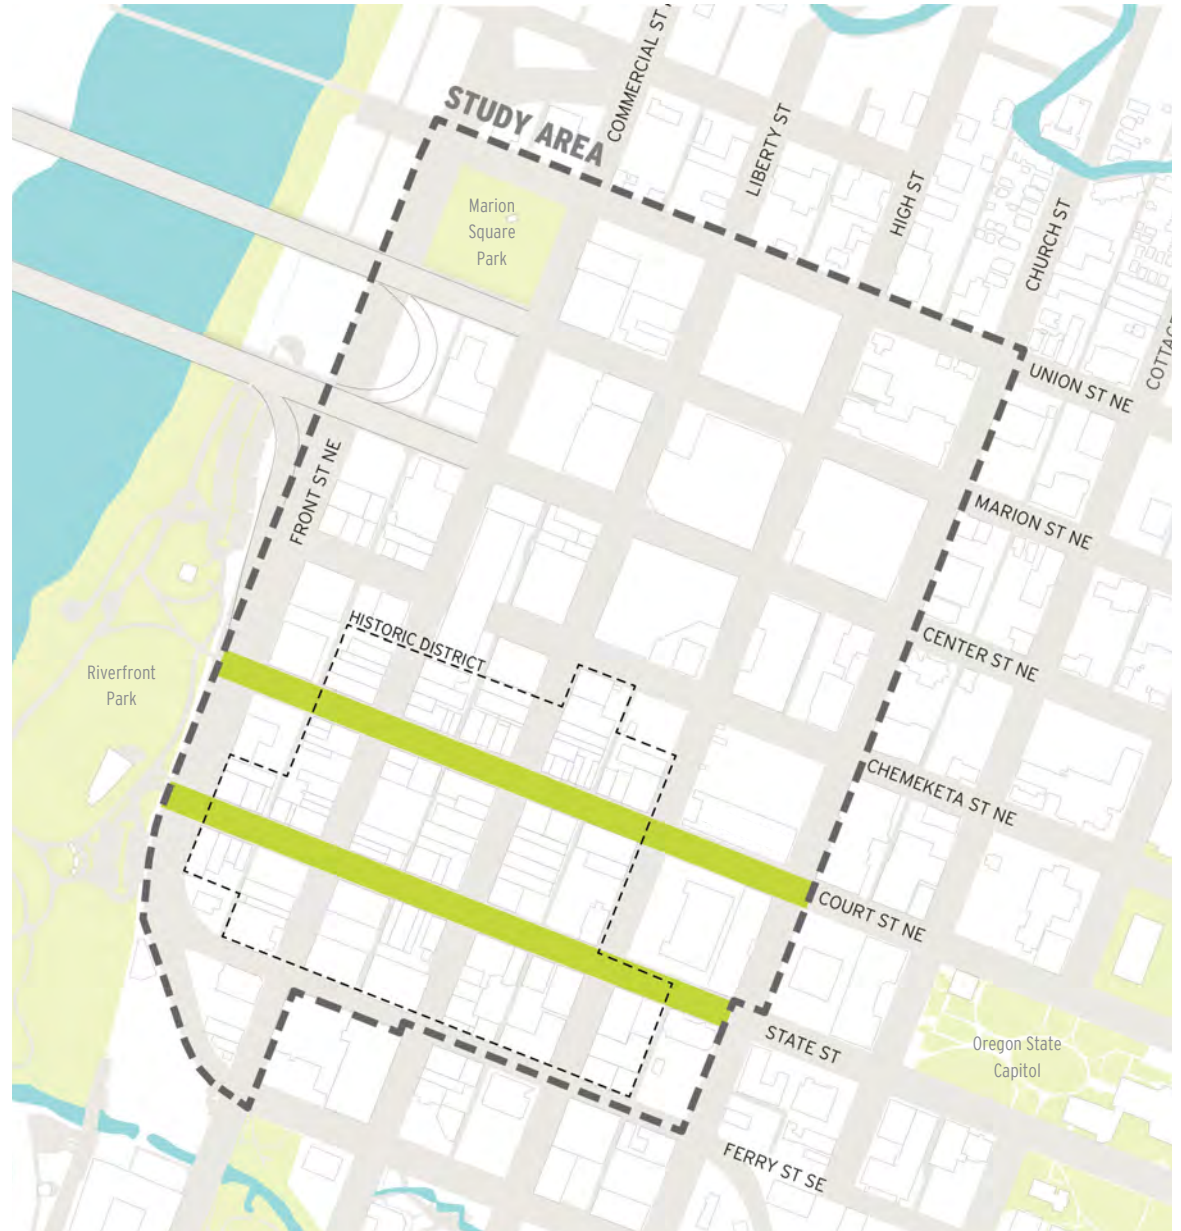 COMMERCIAL ST
STUDY AREA
LIBERTY ST
HIGH ST
CHURCH ST
Marion
Square
Park
UNION ST NE
FRONT ST NE
MARION ST NE
HISTORIC DISTRICT
CENTER ST NE
Riverfront
Park
CHEMEKETA ST NE
COURT ST NE
STATE ST
Oregon State
Capitol
FERRY ST SE